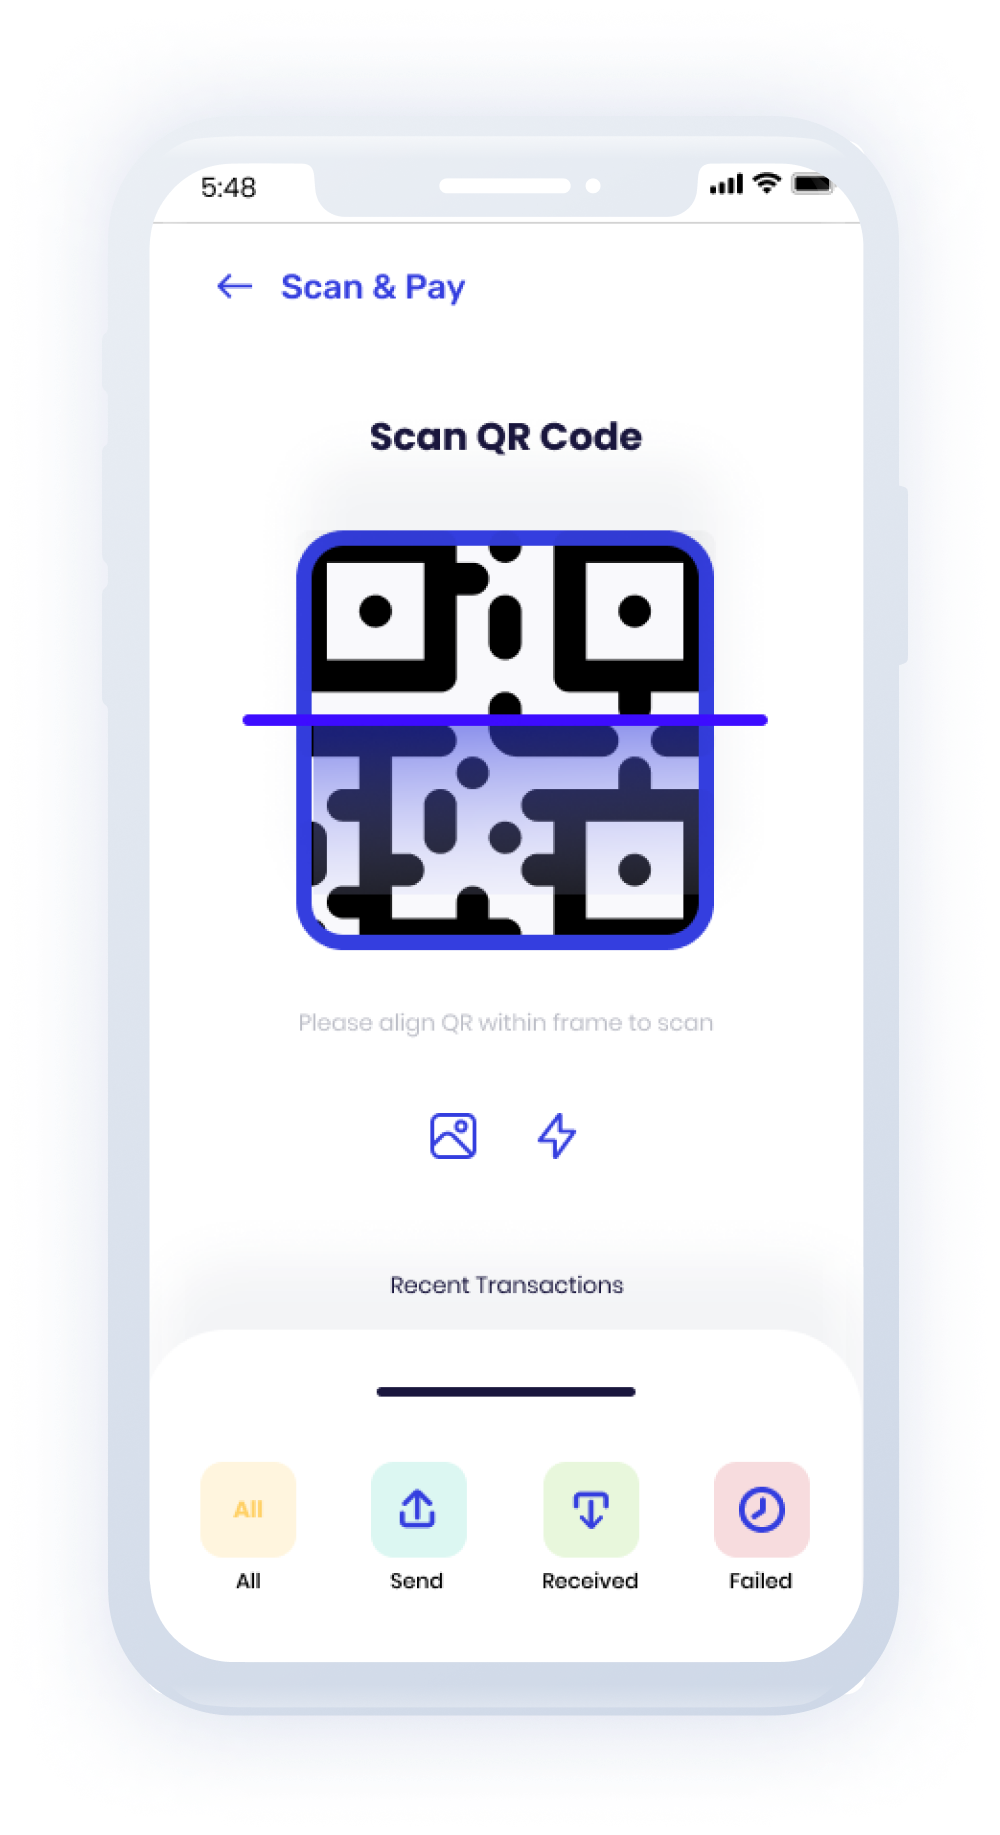 5:48
Scan & Pay
Scan QR Code
Please align QR within frame to scan
Recent Transactions
All
All Send Received Failed